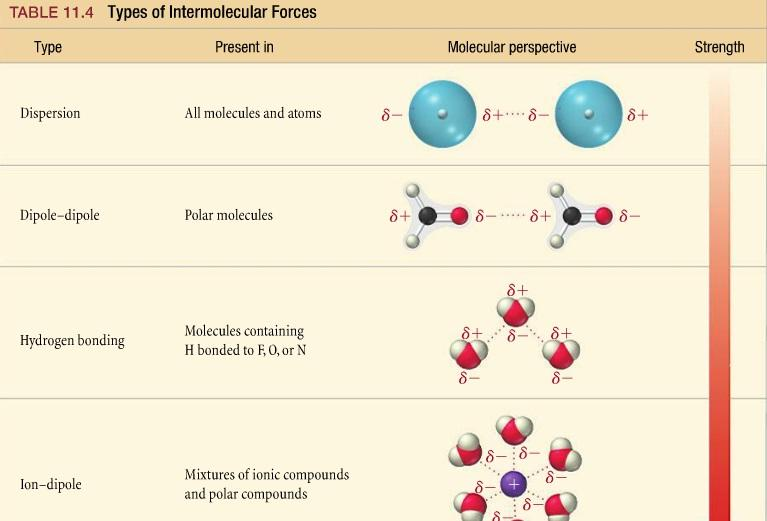 TABLE 11.4 Types of Intermolecular Forces
Type Present in Molecular perspective Strength
Dispersion All molecules and atoms δ− δ+ ···· δ− δ+
Dipole–dipole Polar molecules δ+ δ− ····· δ+ δ−
δ+
Hydrogen bonding
Molecules containing
H bonded to F, O, or N
δ+ δ− δ+
δ− δ−
Ion–dipole
Mixtures of ionic compounds
and polar compounds
δ− δ−
δ−
δ− +
δ−
δ−